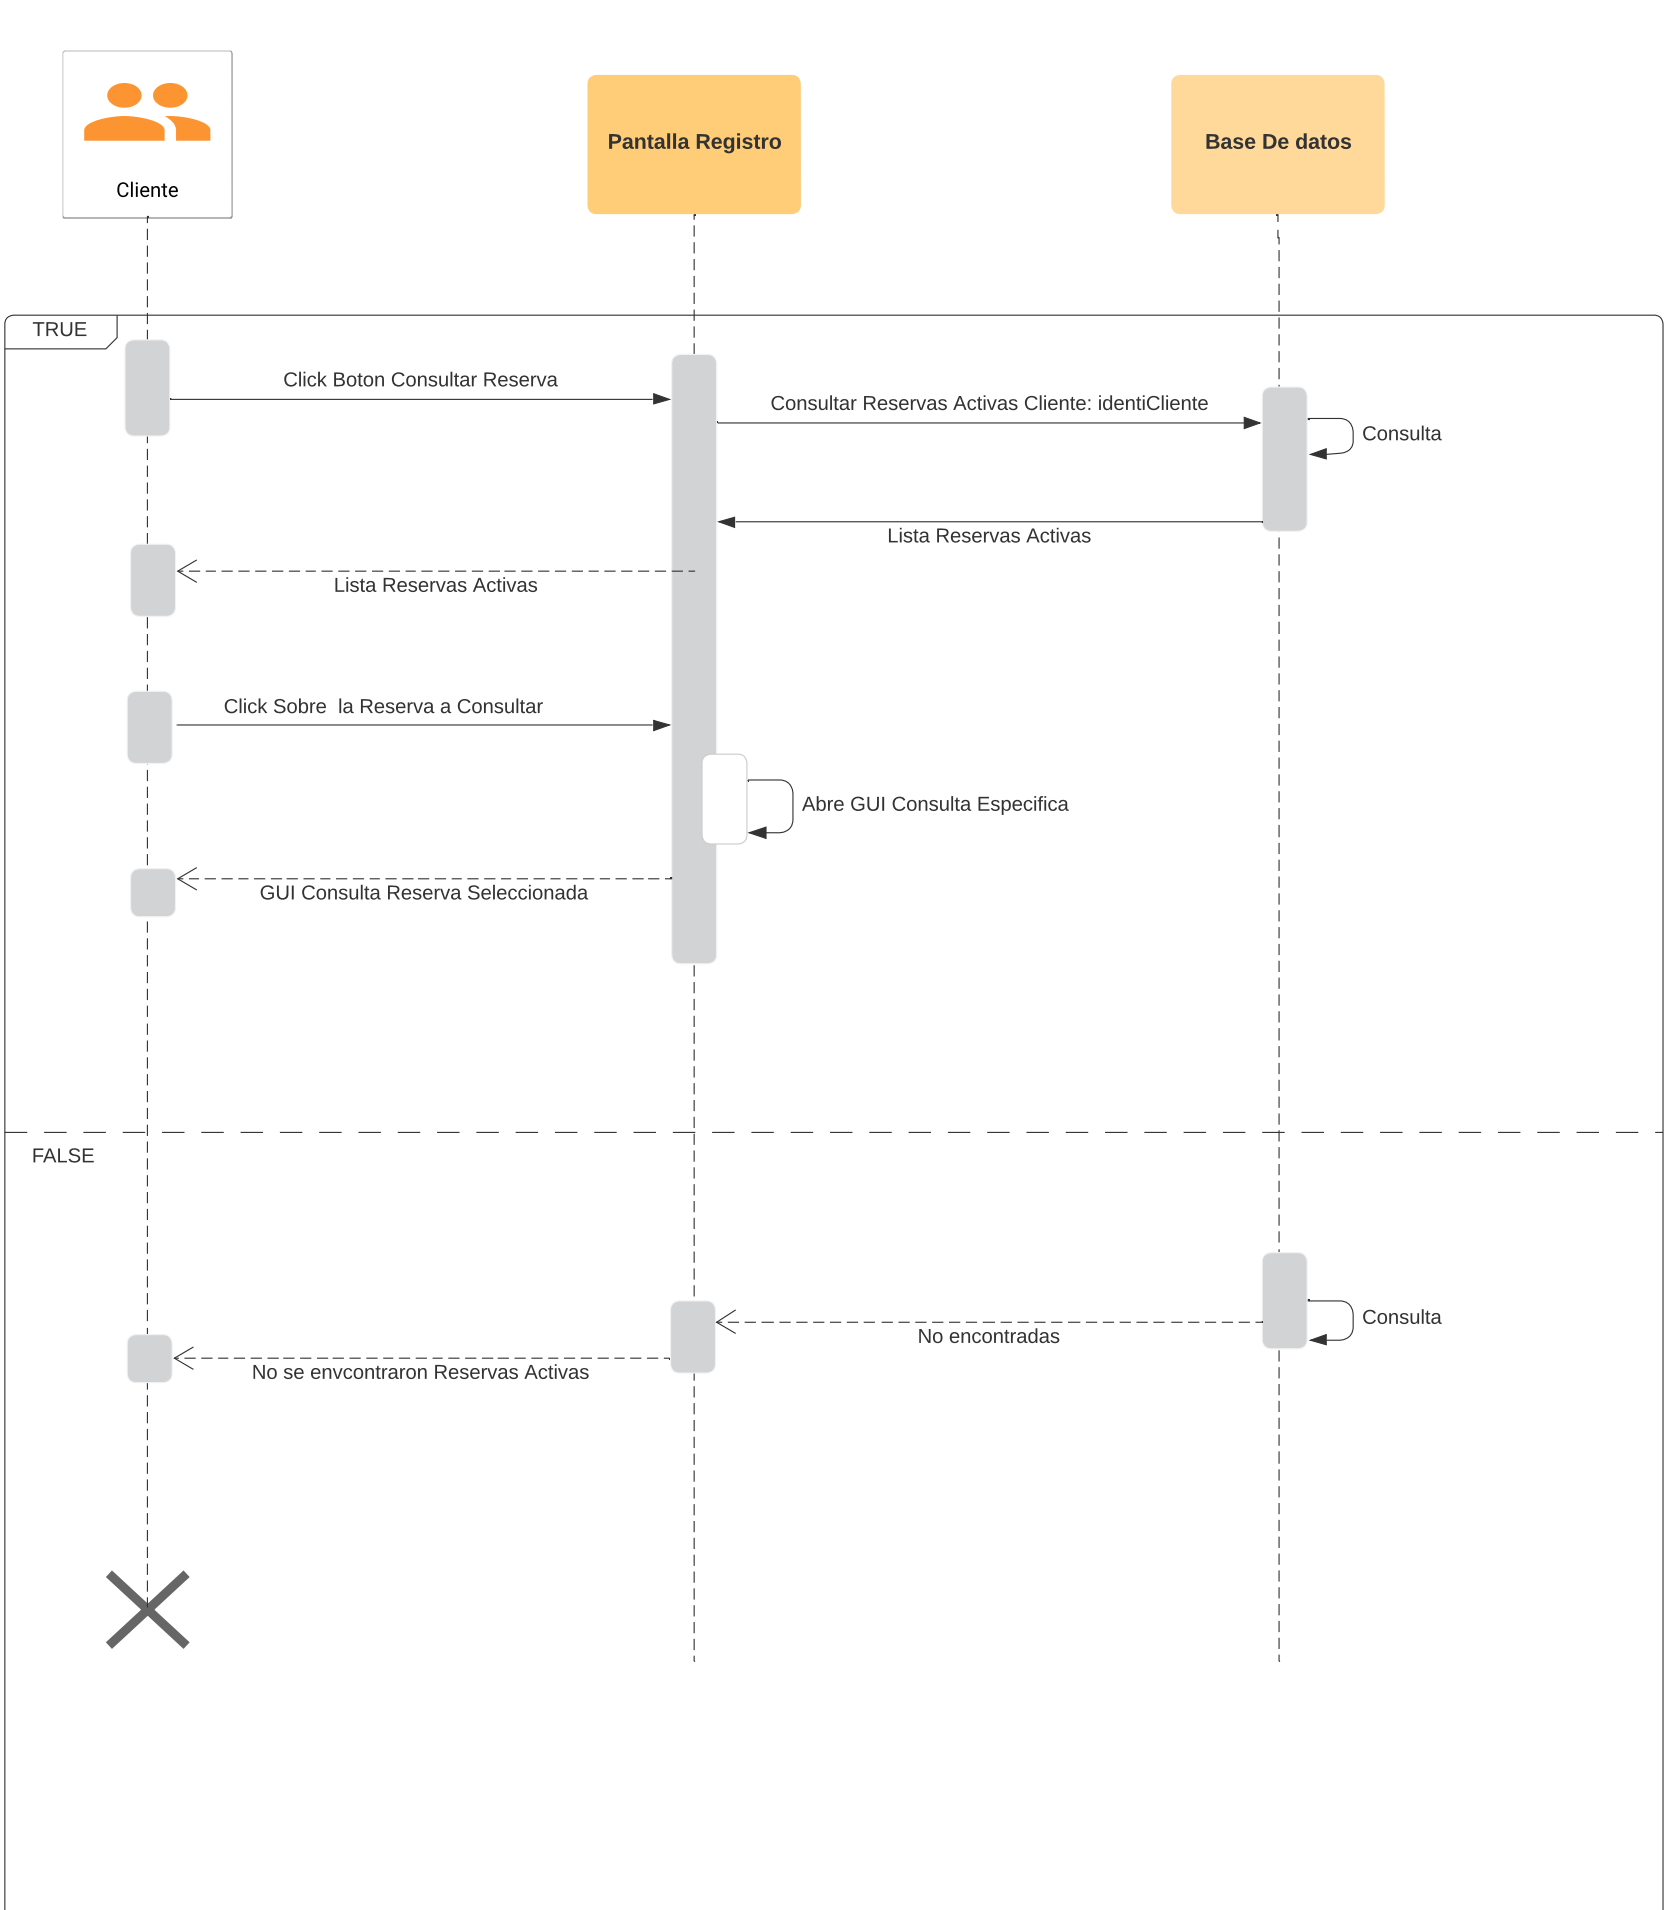 Cliente
Pantalla Registro
Base De datos
TRUE
Click Boton Consultar Reserva
Consultar Reservas Activas Cliente: identiCliente
Consulta
Lista Reservas Activas
Lista Reservas Activas
Click Sobre  la Reserva a Consultar
Abre GUI Consulta Especifica
GUI Consulta Reserva Seleccionada
FALSE
Consulta
No encontradas
No se envcontraron Reservas Activas